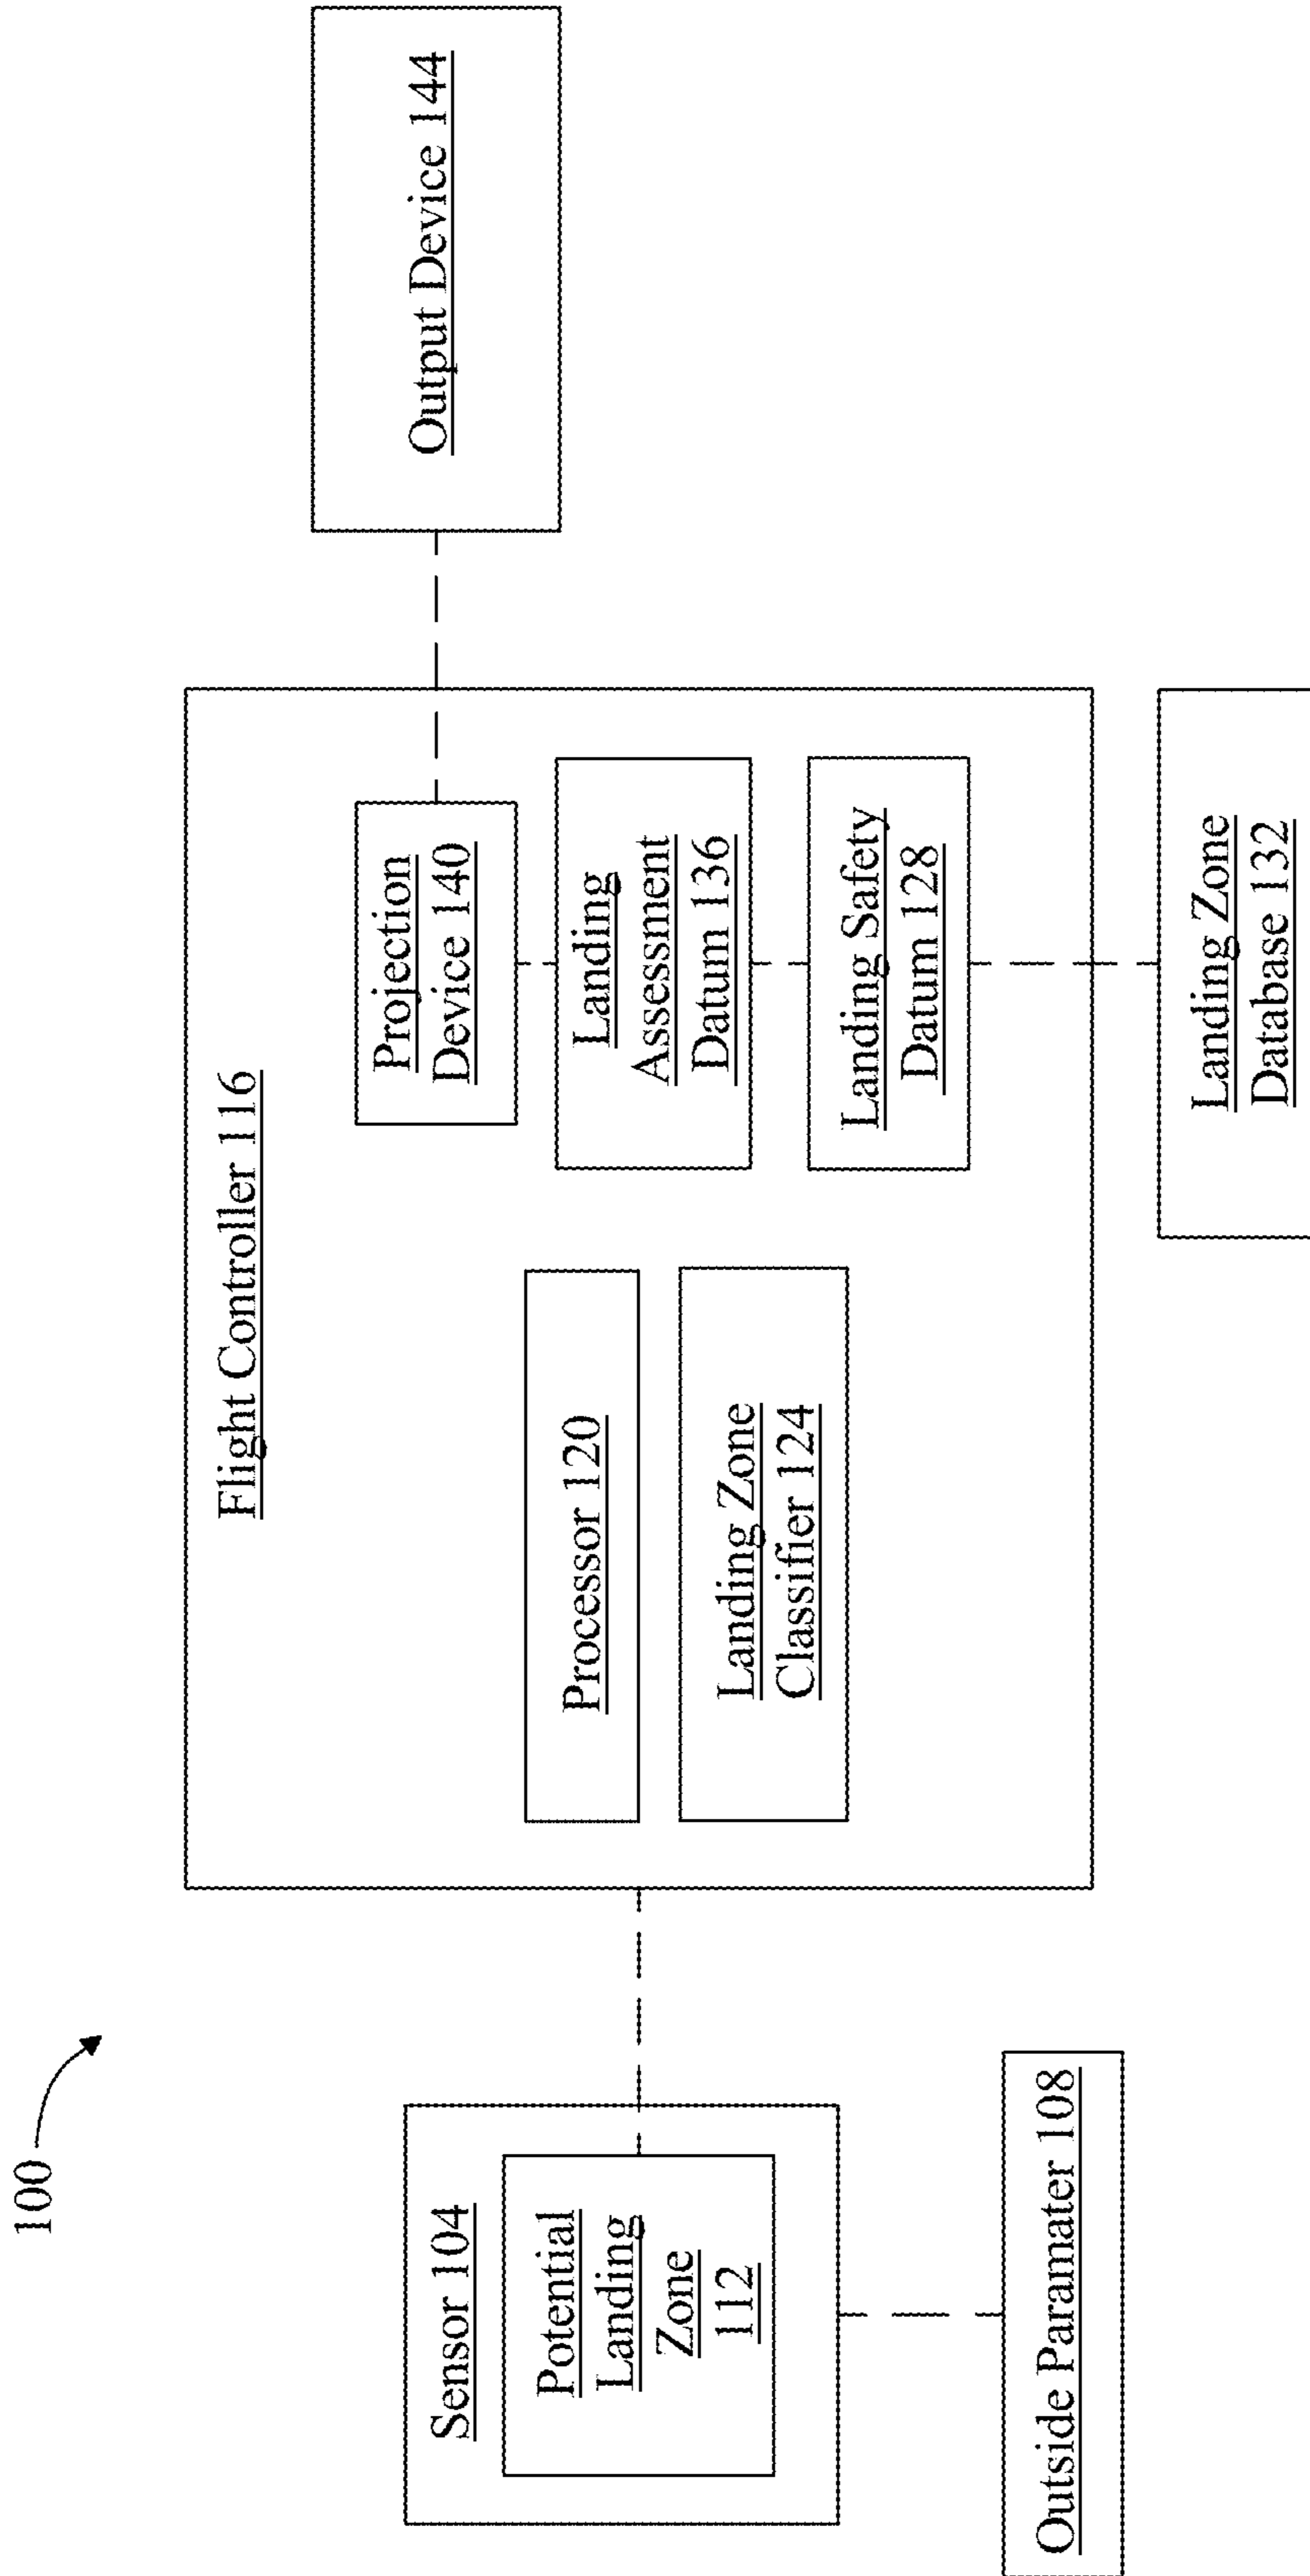 100
Sensor 104
Potential
Landing
Zone
112
Outside Paramater 108
Flight Controller 116
Processor 120
Landing Zone
Classifier 124
Projection
Device 140
Landing
Assessment
Datum 136
Landing Safety
Datum 128
Landing Zone
Database 132
Output Device 144